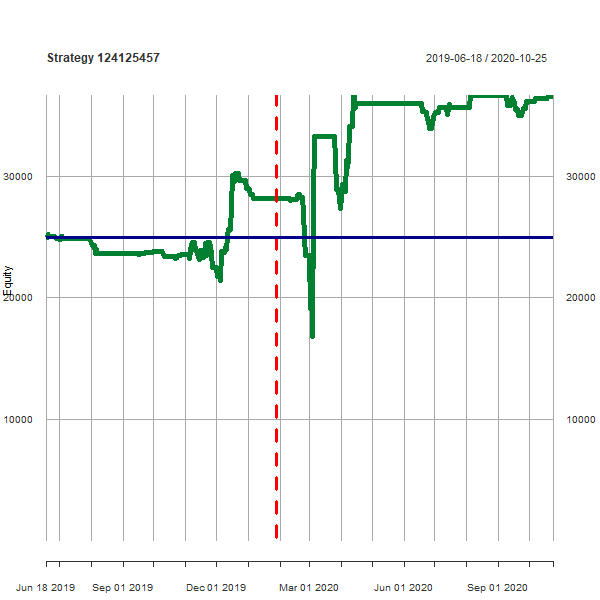 Strategy 124125457
2019-06-18 / 2020-10-25
30000
30000
Equity
20000
20000
10000
10000
Jun 18 2019
Sep 01 2019
Dec 01 2019
Mar 01 2020
Jun 01 2020
Sep 01 2020